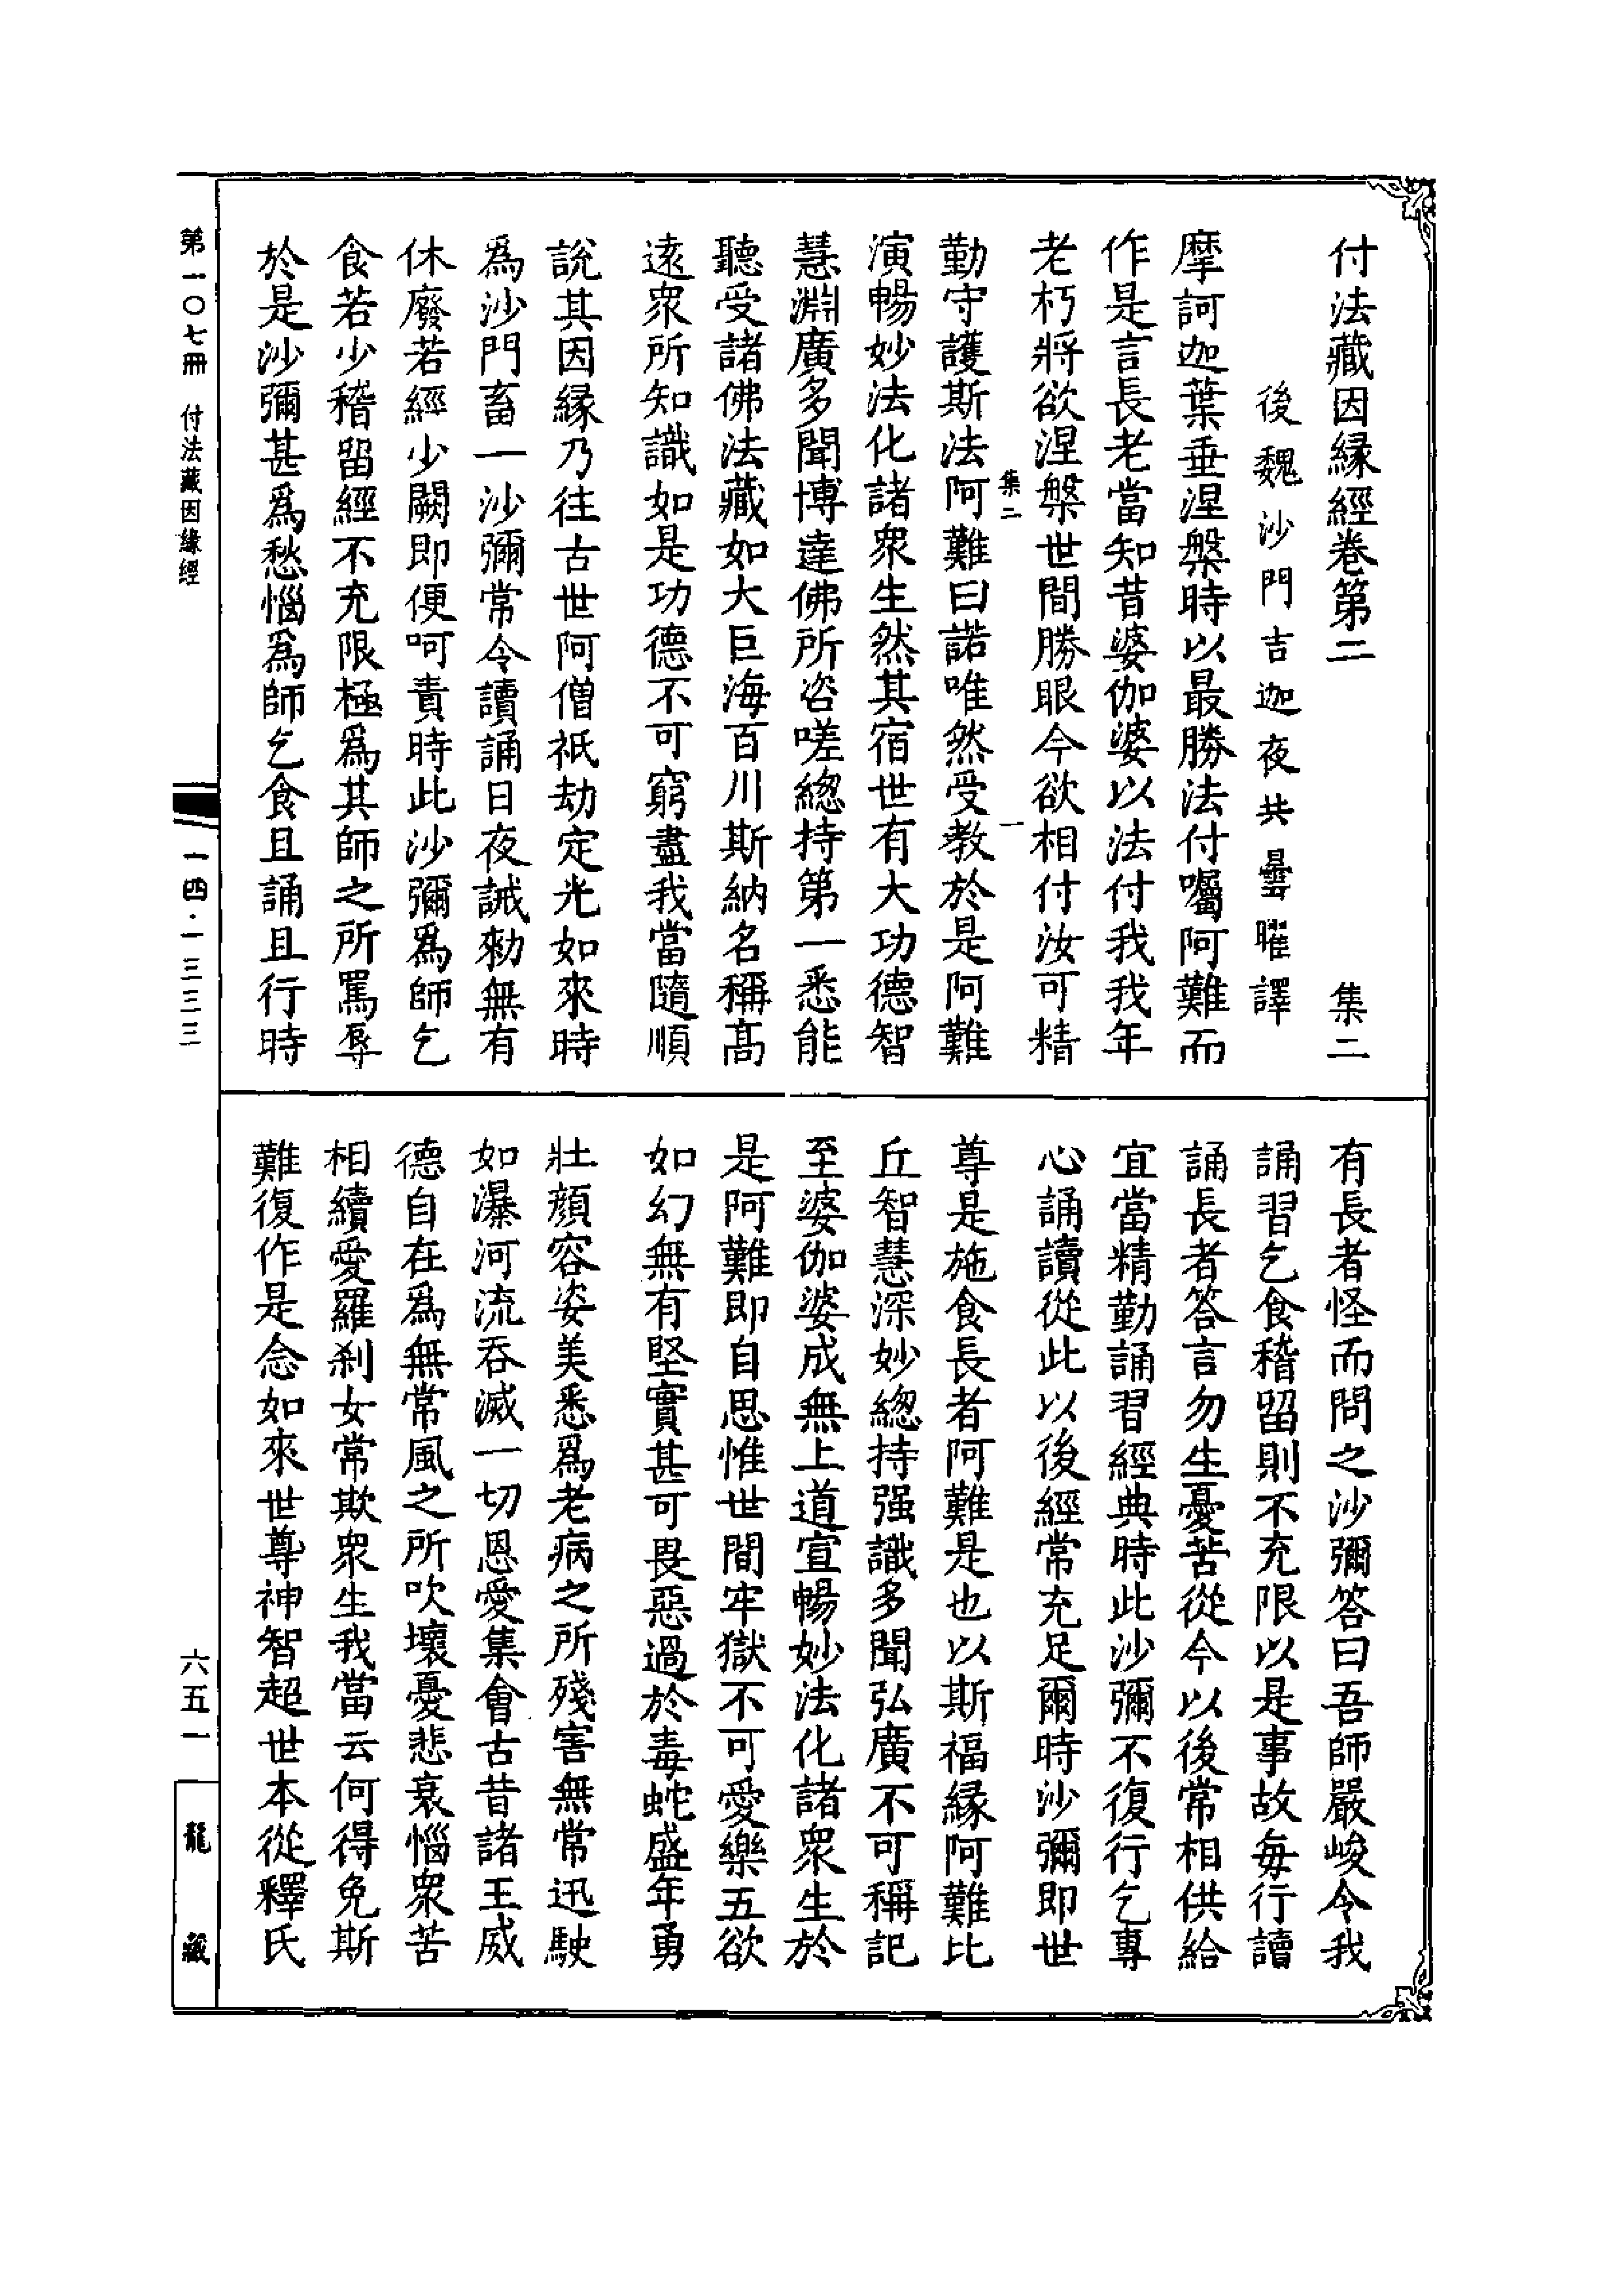 付法藏因緣經卷第二 集二
後魏沙門吉迦夜共曇曜譯
摩訶迦葉垂涅槃時以最勝法付囑阿難而
作是言長老當知昔婆伽婆以法付我我年
老朽將欲涅槃世間勝眼今欲相付汝可精
集二 一
勤守護斯法阿難曰諾唯然受教於是阿難
演暢妙法化諸衆生然其宿世有大功德智
慧淵廣多聞博達佛所咨嗟緫持第一悉能
聽受諸佛法藏如大巨海百川斯納名稱髙
遠衆所知識如是功德不可窮盡我當隨順
說其因緣乃往古世阿僧祇劫定光如來時
爲沙門畜一沙彌常令讀誦日夜誡勑無有
休廢若經少闕即便呵責時此沙彌爲師乞
食若少稽留經不充限極爲其師之所罵辱
於是沙彌甚爲愁惱爲師乞食且誦且行時
有長者怪而問之沙彌答曰吾師嚴峻令我
誦習乞食稽留則不充限以是事故每行讀
誦長者答言勿生憂苦從今以後常相供給
宜當精勤誦習經典時此沙彌不復行乞專
心誦讀從此以後經常充足爾時沙彌即世
尊是施食長者阿難是也以斯福緣阿難比
丘智慧深妙緫持强識多聞弘廣不可稱記
至婆伽婆成無上道宣暢妙法化諸衆生於
是阿難即自思惟世間牢獄不可愛樂五欲
如幻無有堅實甚可畏惡過於毒蛇盛年勇
壯顏容姿美悉爲老病之所殘害無常迅駛
如瀑河流吞滅一切恩愛集會古昔諸王威
德自在爲無常風之所吹壞憂悲衰惱衆苦
相續愛羅刹女常欺衆生我當云何得免斯
難復作是念如來世尊神智超世本從釋氏
第一〇七冊 付法藏因緣經
一四·一三三三
六五一
龍藏